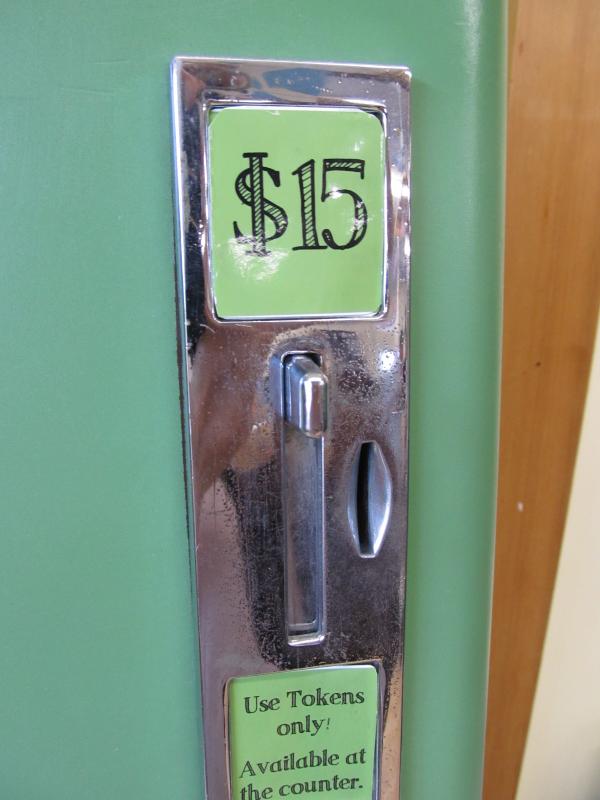 $15
Use Tokens
only!
Available at
the counter.